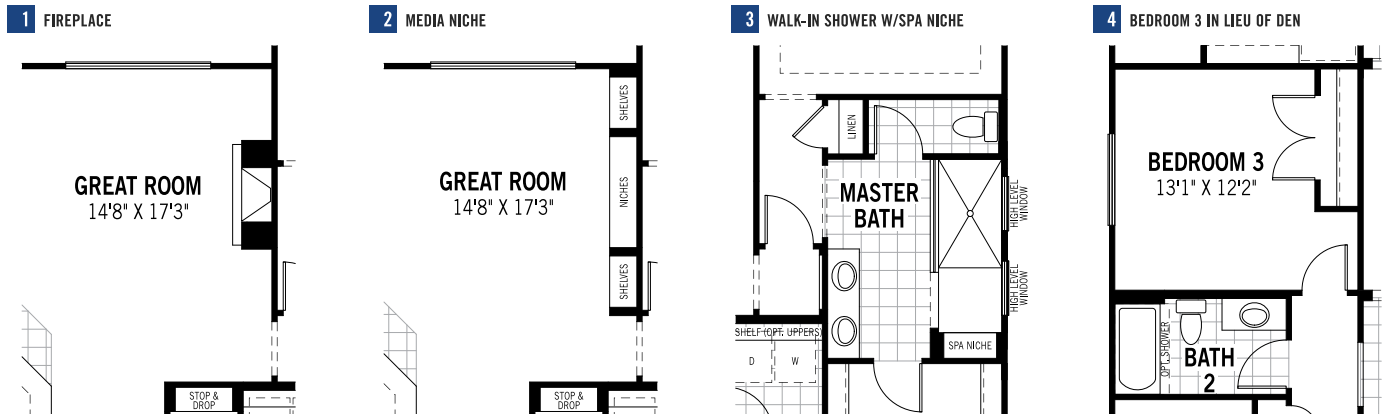 1 FIREPLACE
GREAT ROOM
14'8" X 17'3"
STOP &
DROP
2 MEDIA NICHE
SHELVES
GREAT ROOM
14'8" X 17'3"
NICHES
SHELVES
STOP &
DROP
3 WALK-IN SHOWER W/SPA NICHE
LINEN
MASTER
BATH
HIGH LEVEL
WINDOW
HIGH LEVEL
WINDOW
SHELF (OPT. UPPERS)
D
W
SPA NICHE
4 BEDROOM 3 IN LIEU OF DEN
BEDROOM 3
13'1" X 12'2"
OPT. SHOWER
BATH
2